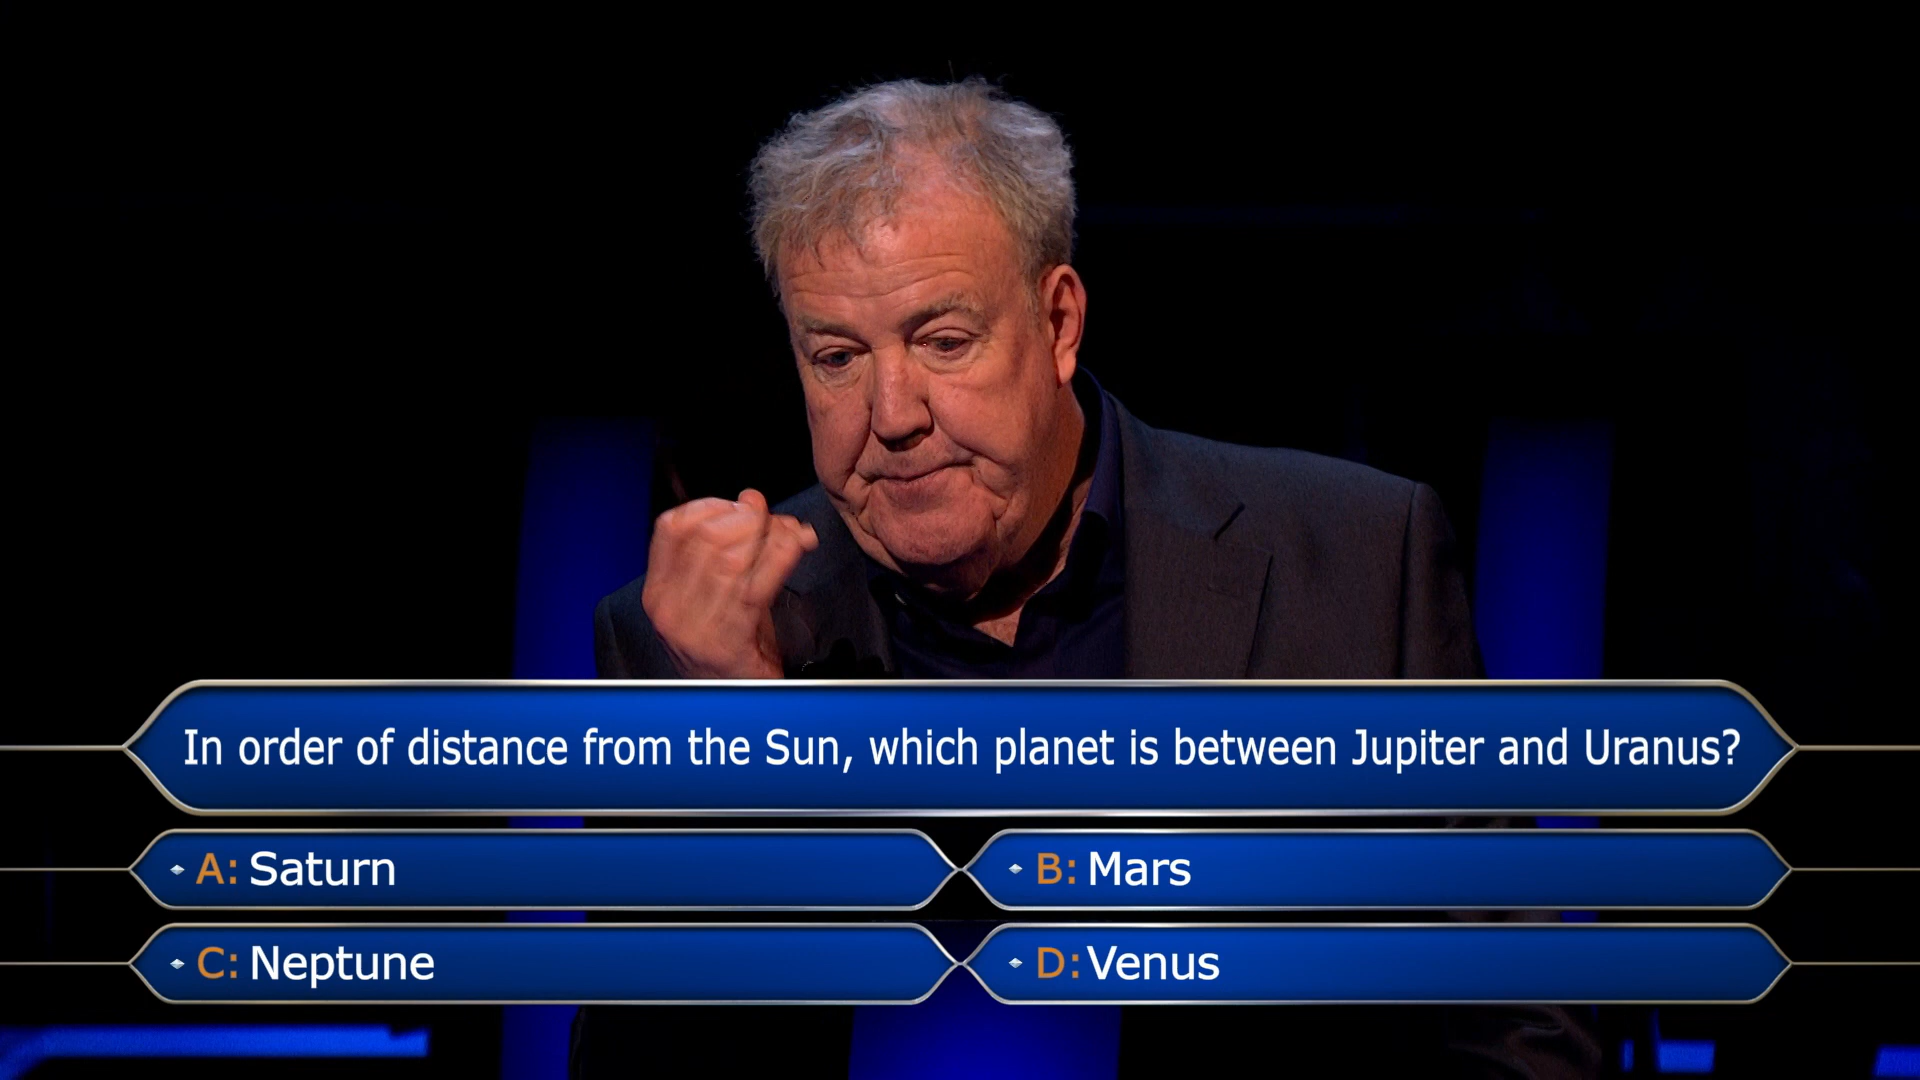 In order of distance from the Sun, which planet is between Jupiter and Uranus?
A: Saturn
B: Mars
C: Neptune
D: Venus